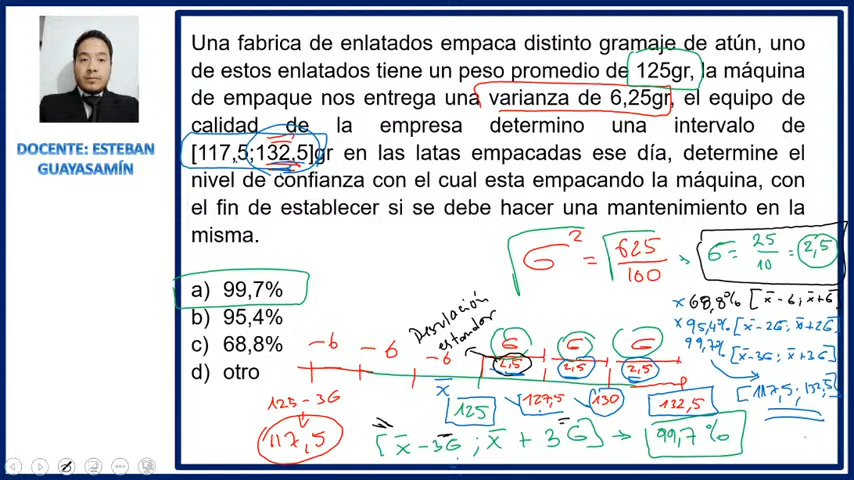 Una fabrica de enlatados empaca distinto gramaje de atún, uno
de estos enlatados tiene un peso promedio de 125gr, la máquina
de empaque nos entrega una varianza de 6,25gr, el equipo de
calidad de la empresa determino una intervalo de
[117,5;132,5]gr en las latas empacadas ese día, determine el
nivel de confianza con el cual esta empacando la máquina, con
el fin de establecer si se debe hacer una mantenimiento en la
misma.
DOCENTE: ESTEBAN
GUAYASAMÍN
a) 99,7%
b) 95,4%
c) 68,8%
d) otro
σ² = 625/100
σ = 25/10 = 2,5
x 68,8% [x̄-σ; x̄+σ]
x 95,4% [x̄-2σ; x̄+2σ]
99,7% [x̄-3σ; x̄+3σ]
[117,5; 132,5]
Desviación
estandar
-σ -σ -σ σ σ σ
2,5 2,5 2,5
x̄
125 127,5 130 132,5
125-3σ
117,5
[x̄-3σ; x̄+3σ] → 99,7%